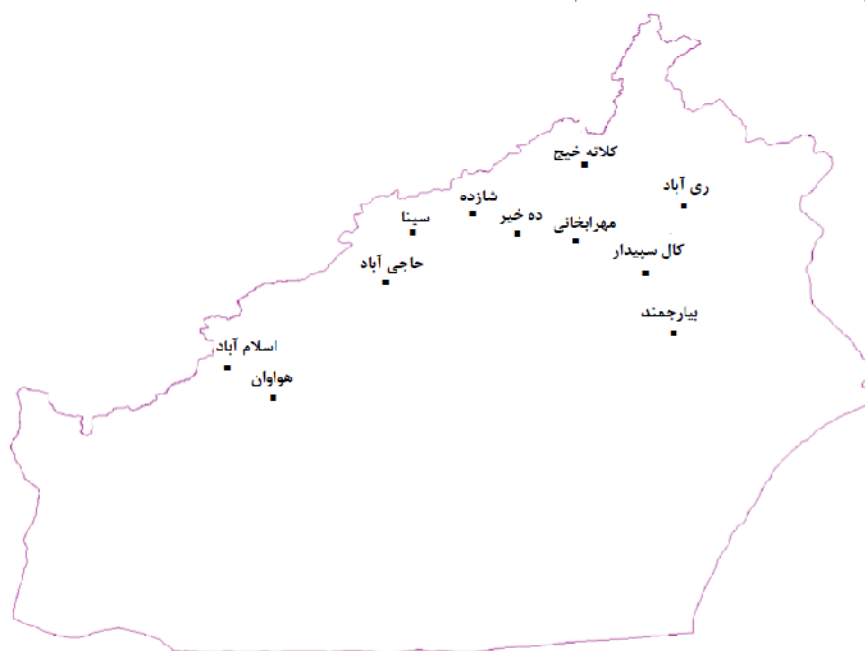 کلاته خیج
ری آباد
شازده
ده خیر
سینا
مهرابخانی
کال سبیدار
حاجی آباد
بیارجمند
اسلام آباد
هواوان